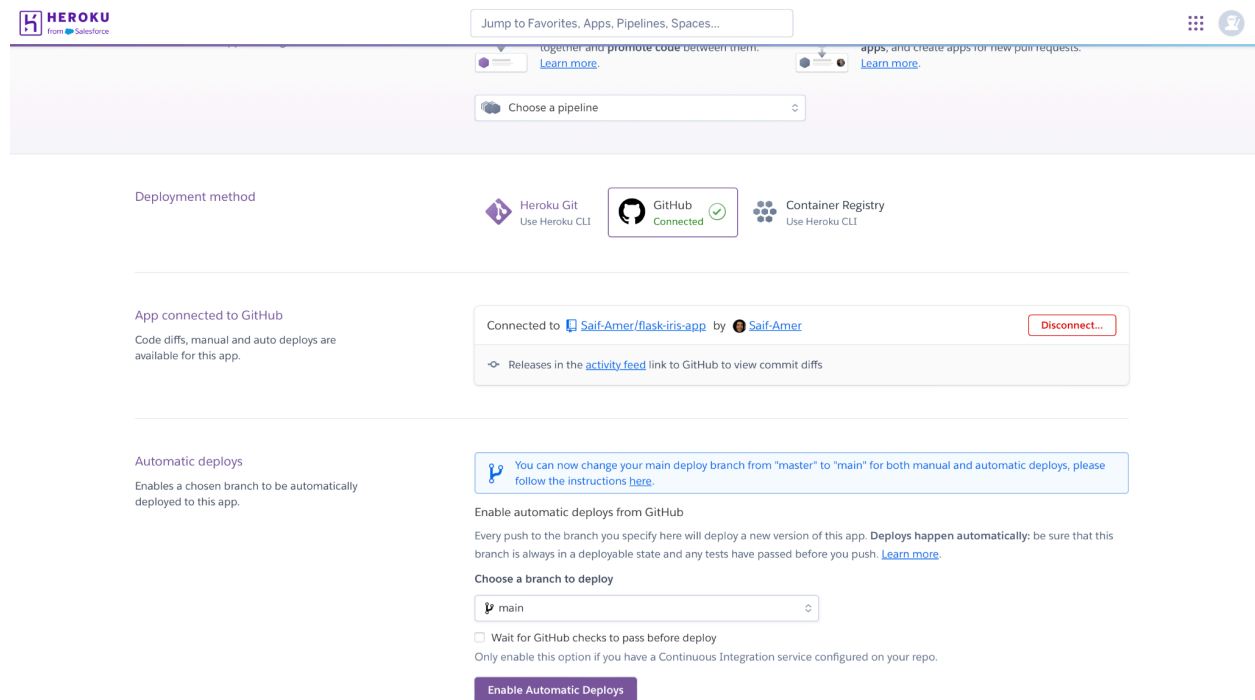 HEROKU
from Salesforce
Jump to Favorites, Apps, Pipelines, Spaces...
together and promote code between them.
Learn more.
apps, and create apps for new pull requests.
Learn more.
Choose a pipeline
Deployment method
Heroku Git
Use Heroku CLI
GitHub
Connected
Container Registry
Use Heroku CLI
App connected to GitHub
Code diffs, manual and auto deploys are
available for this app.
Connected to Saif-Amer/flask-iris-app by Saif-Amer
Disconnect...
Releases in the activity feed link to GitHub to view commit diffs
Automatic deploys
Enables a chosen branch to be automatically
deployed to this app.
You can now change your main deploy branch from "master" to "main" for both manual and automatic deploys, please
follow the instructions here.
Enable automatic deploys from GitHub
Every push to the branch you specify here will deploy a new version of this app. Deploys happen automatically: be sure that this
branch is always in a deployable state and any tests have passed before you push. Learn more.
Choose a branch to deploy
main
Wait for GitHub checks to pass before deploy
Only enable this option if you have a Continuous Integration service configured on your repo.
Enable Automatic Deploys